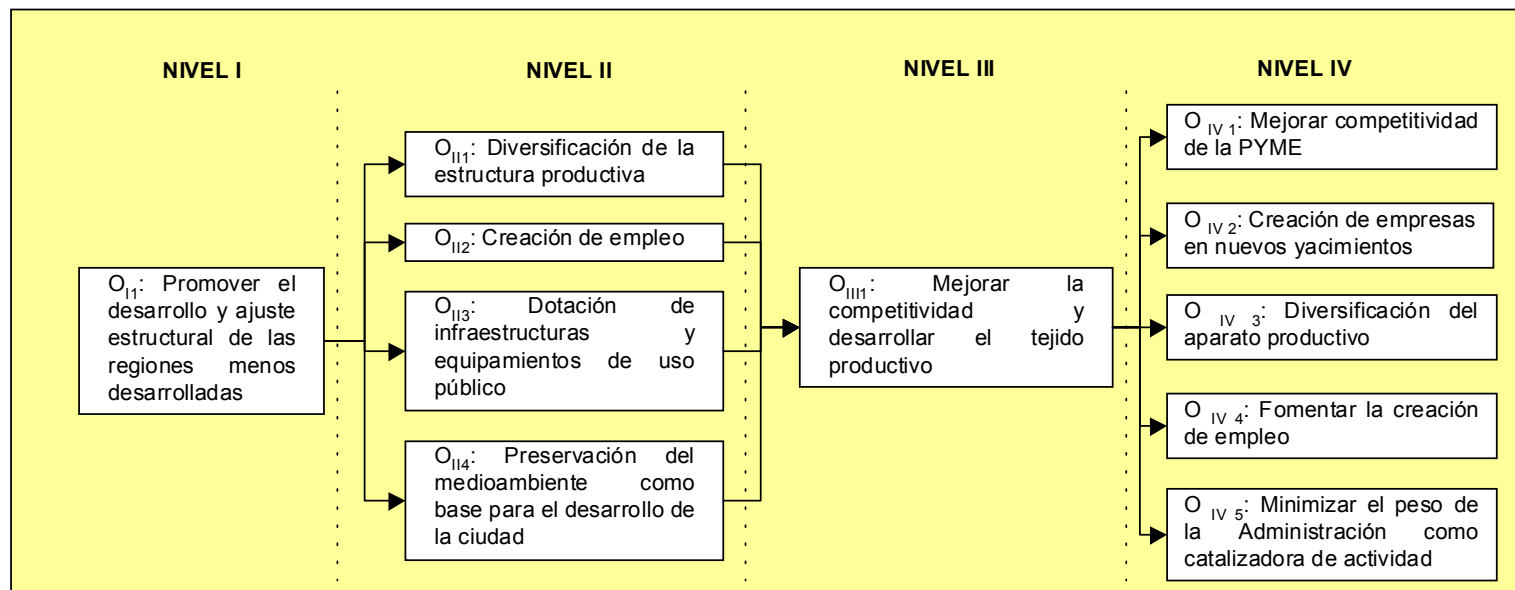 NIVEL I
NIVEL II
NIVEL III
NIVEL IV
O I1: Promover el
desarrollo y ajuste
estructural de las
regiones menos
desarrolladas
O II1: Diversificación de la
estructura productiva
O II2: Creación de empleo
O II3: Dotación de
infraestructuras y
equipamientos de uso
público
O II4: Preservación del
medioambiente como
base para el desarrollo de
la ciudad
O III1: Mejorar la
competitividad y
desarrollar el tejido
productivo
O IV 1: Mejorar competitividad
de la PYME
O IV 2: Creación de empresas
en nuevos yacimientos
O IV 3: Diversificación del
aparato productivo
O IV 4: Fomentar la creación
de empleo
O IV 5: Minimizar el peso de
la Administración como
catalizadora de actividad